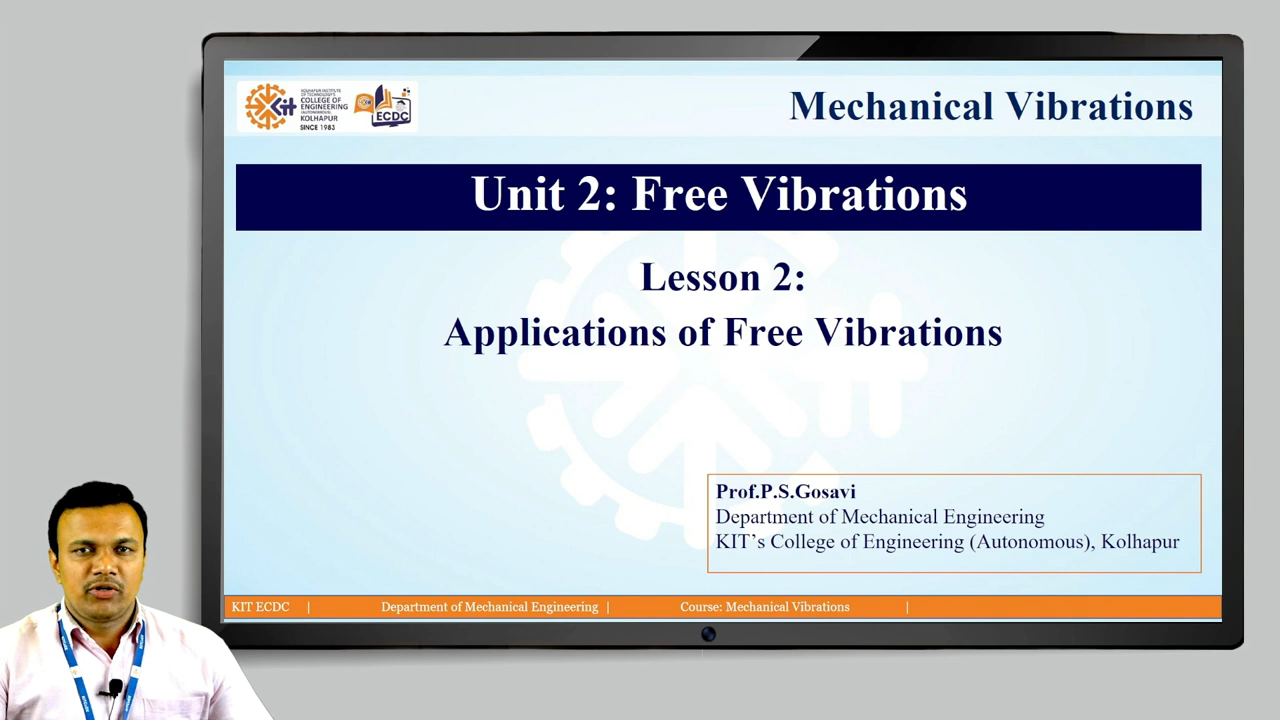 KOLHAPUR INSTITUTE
OF TECHNOLOGY'S
COLLEGE OF
ENGINEERING
(AUTONOMOUS)
KOLHAPUR
SINCE 1983
Kit
ECDC
Mechanical Vibrations
Unit 2: Free Vibrations
Lesson 2:
Applications of Free Vibrations
Prof.P.S.Gosavi
Department of Mechanical Engineering
KIT’s College of Engineering (Autonomous), Kolhapur
KIT ECDC | Department of Mechanical Engineering | Course: Mechanical Vibrations |